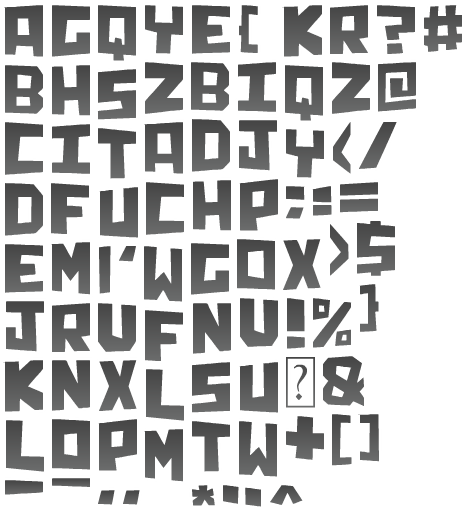 AGQYE{ KR?#
BHSZBIQZ@
CITADJY</
DFUCHP;:=
EMI'WGOX>$
JRUFNU!%}
KNXLSU?&
LOPMTW+[]
-- " *"^